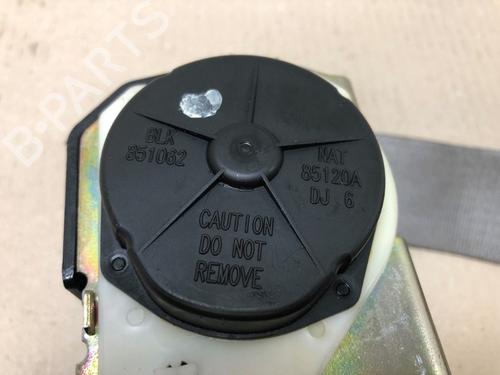 B-PARTS
BLK
851062
NAT
85120A
DJ 6
CAUTION
DO NOT
REMOVE